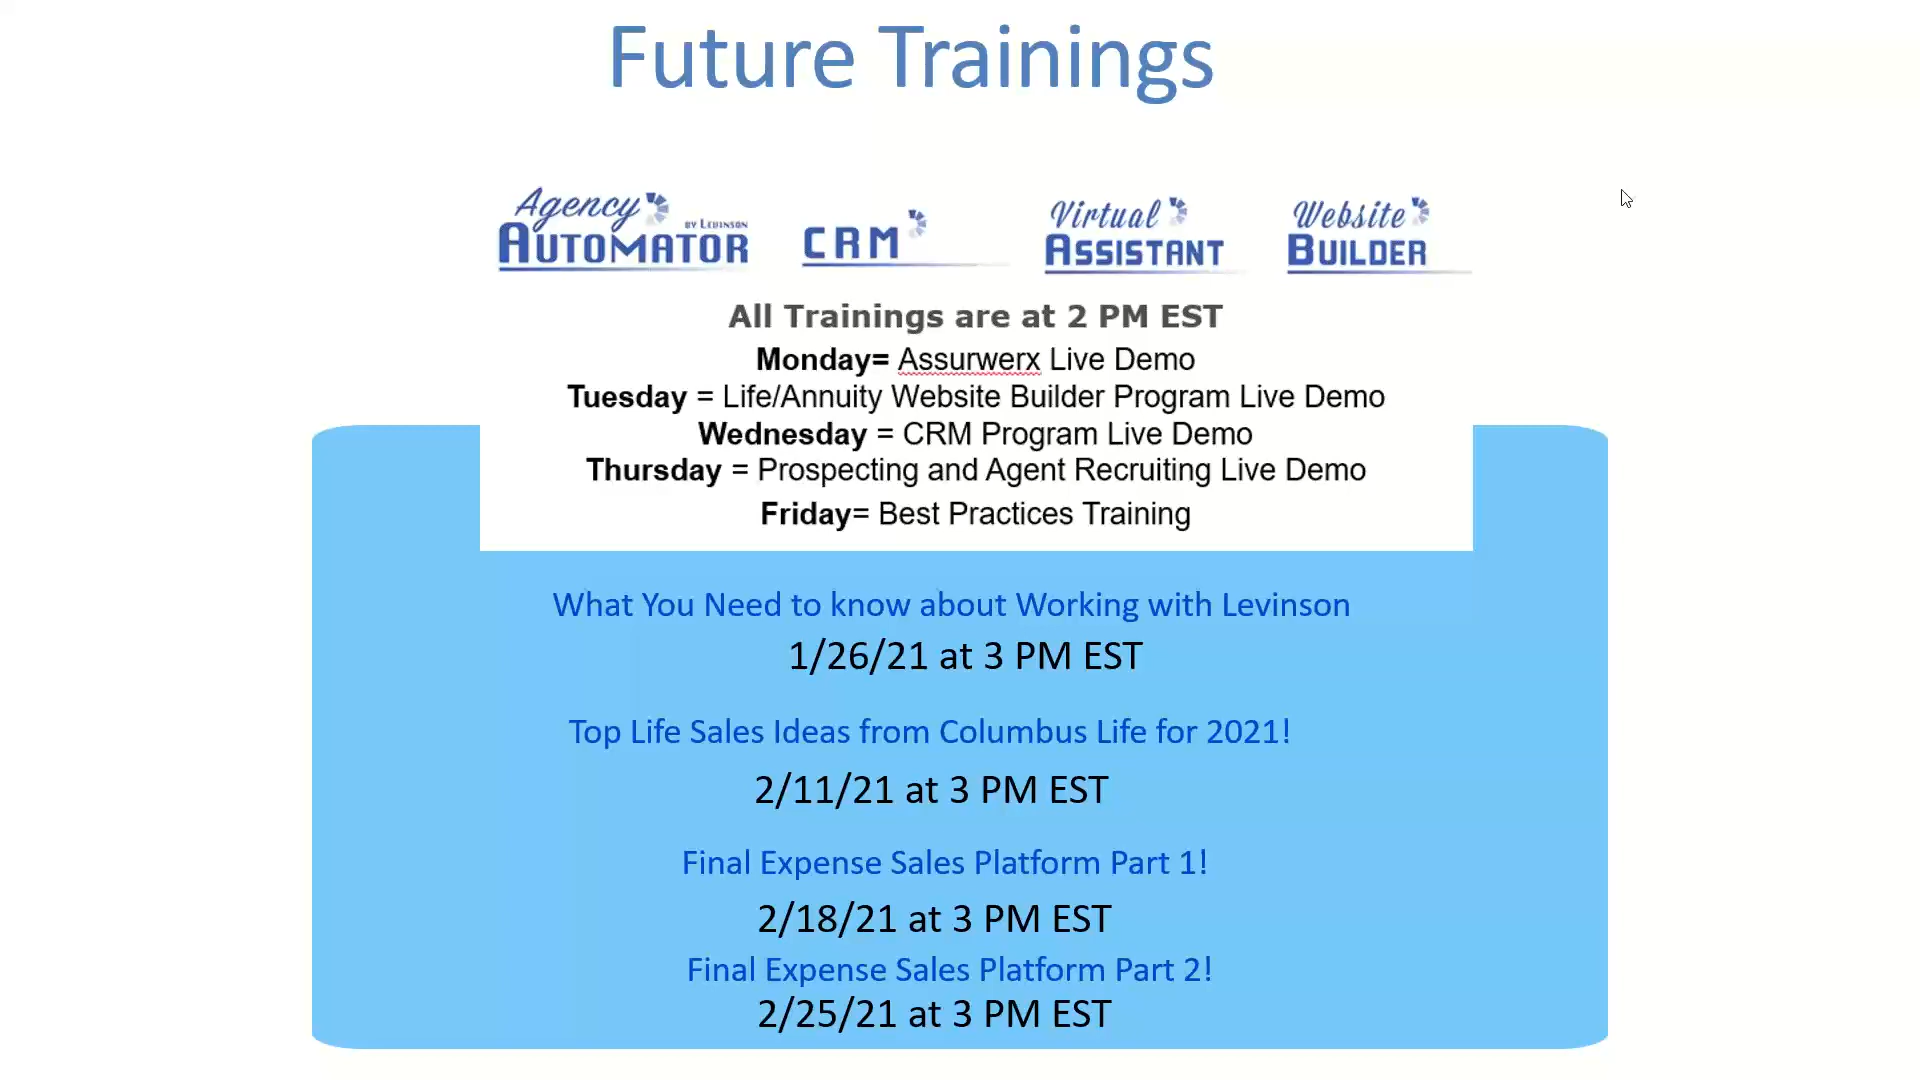 Future Trainings
Agency
AUTOMATOR
BY LEVINSON
CRM
Virtual
ASSISTANT
Website
BUILDER
All Trainings are at 2 PM EST
Monday= Assurwerx Live Demo
Tuesday = Life/Annuity Website Builder Program Live Demo
Wednesday = CRM Program Live Demo
Thursday = Prospecting and Agent Recruiting Live Demo
Friday= Best Practices Training
What You Need to know about Working with Levinson
1/26/21 at 3 PM EST
Top Life Sales Ideas from Columbus Life for 2021!
2/11/21 at 3 PM EST
Final Expense Sales Platform Part 1!
2/18/21 at 3 PM EST
Final Expense Sales Platform Part 2!
2/25/21 at 3 PM EST